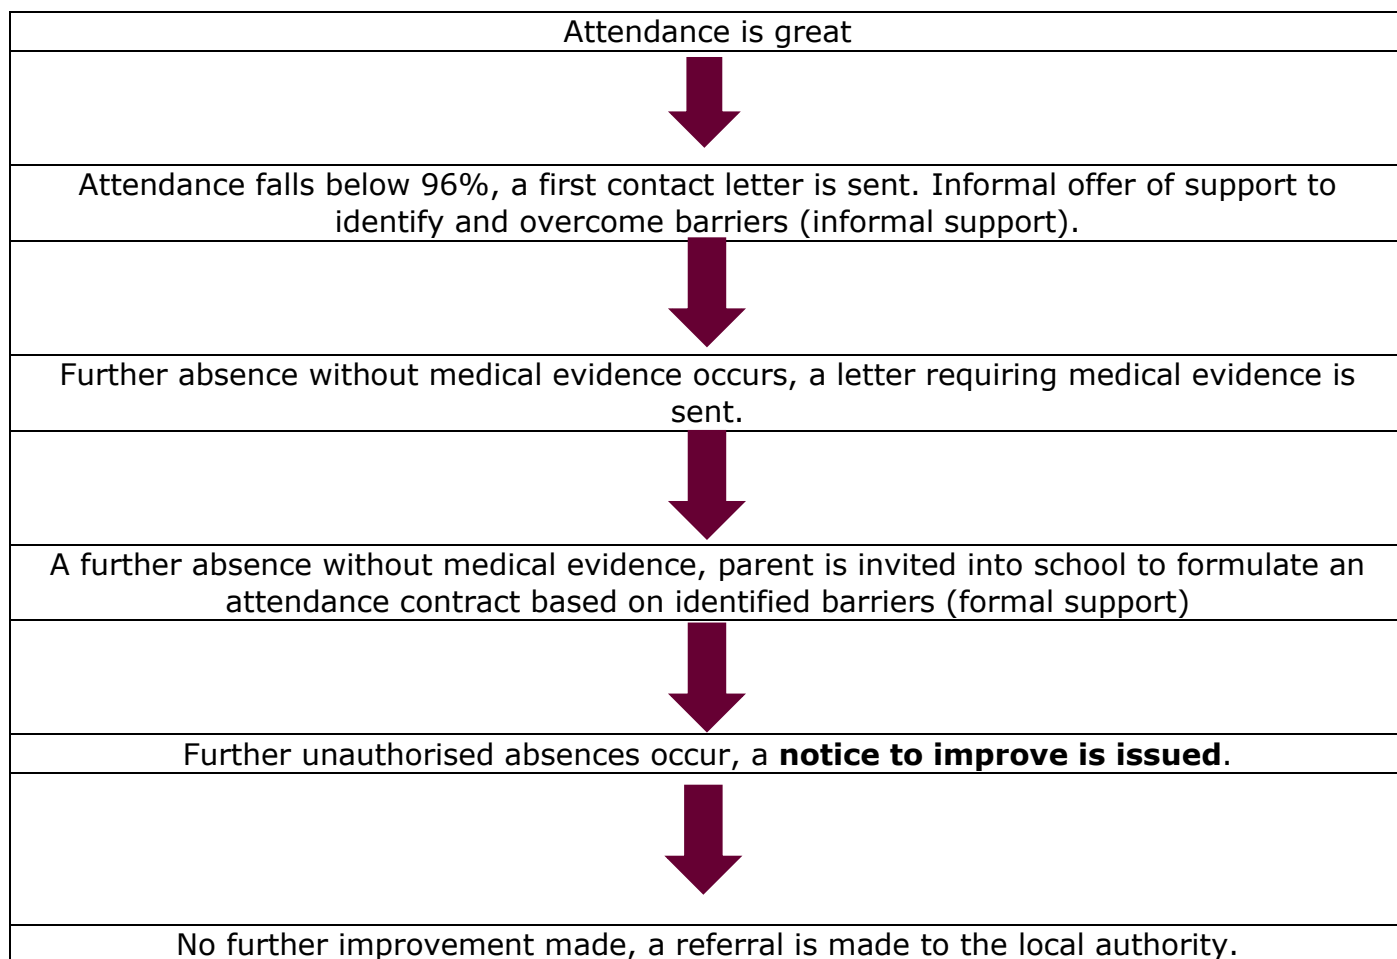 Attendance is great
Attendance falls below 96%, a first contact letter is sent. Informal offer of support to
identify and overcome barriers (informal support).
Further absence without medical evidence occurs, a letter requiring medical evidence is
sent.
A further absence without medical evidence, parent is invited into school to formulate an
attendance contract based on identified barriers (formal support)
Further unauthorised absences occur, a notice to improve is issued.
No further improvement made, a referral is made to the local authority.